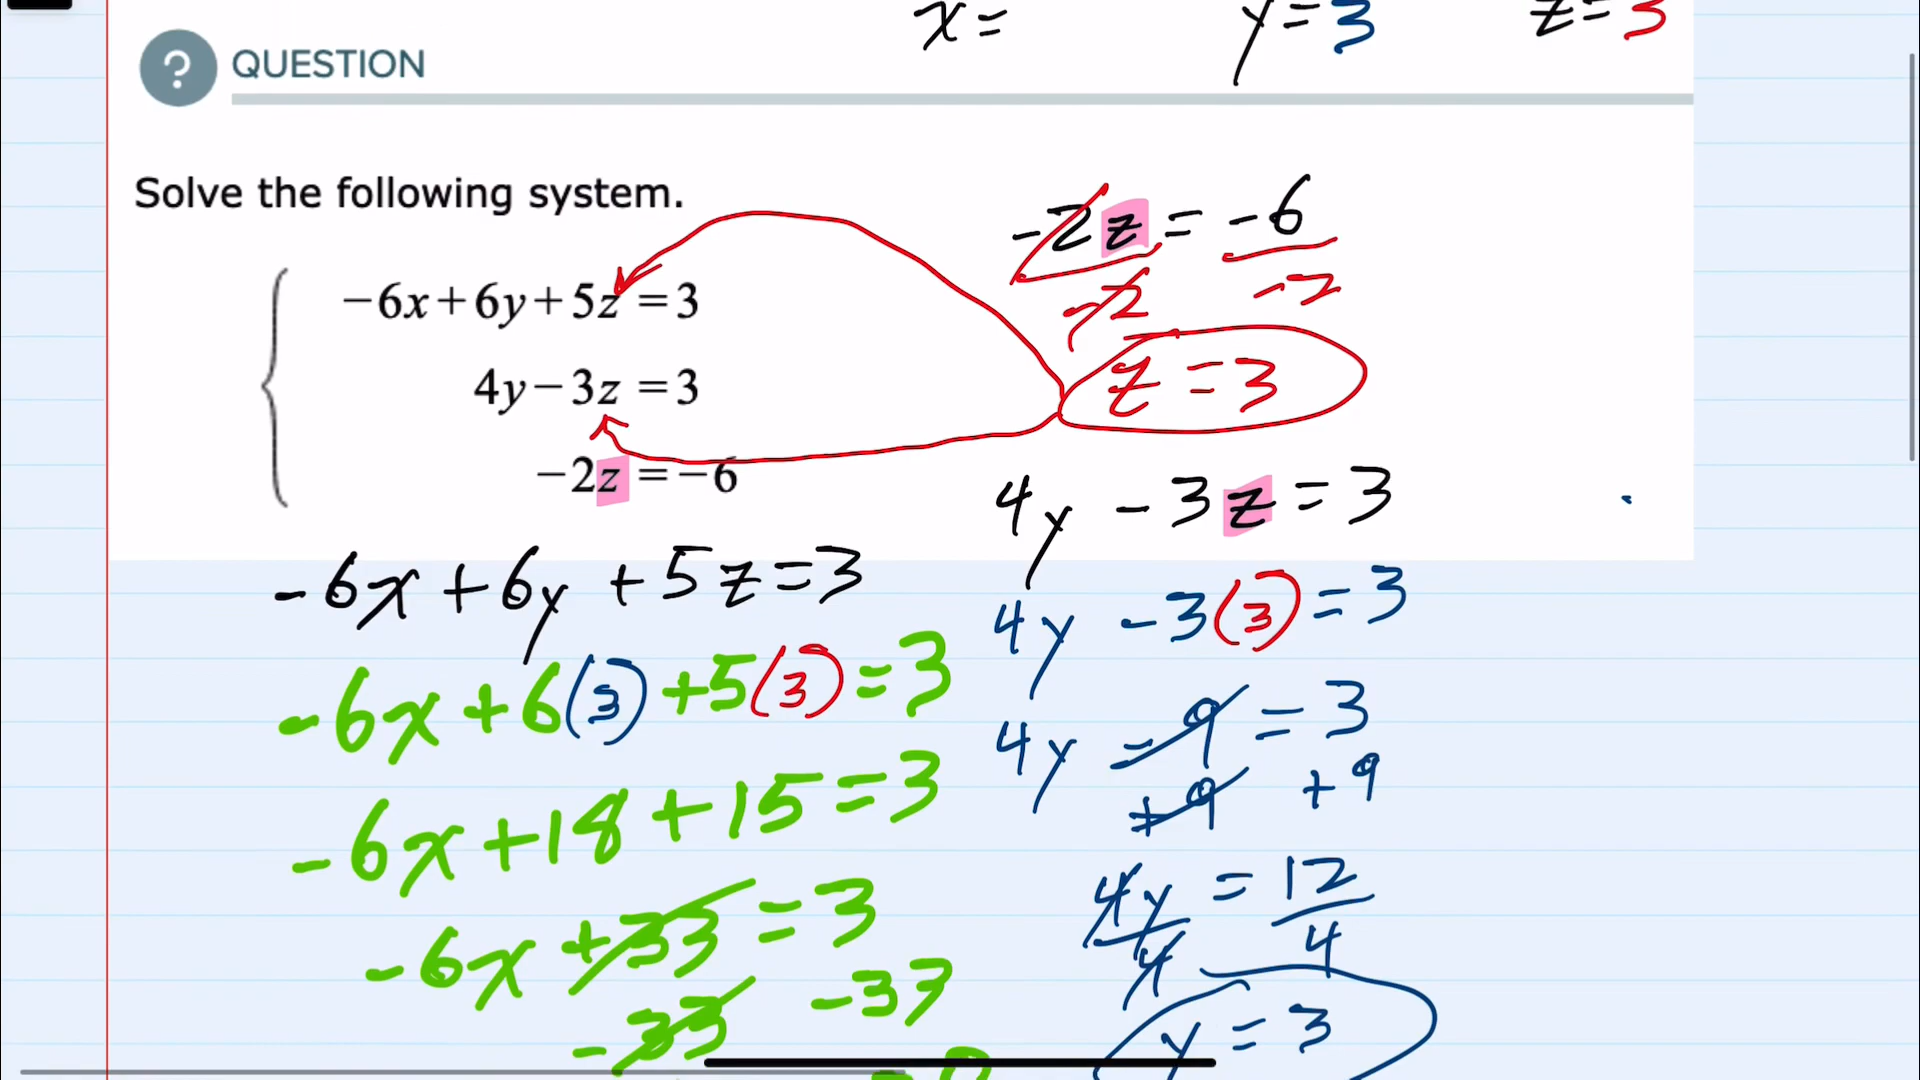 x= y=3 z=3
? QUESTION
Solve the following system.
−6x+6y+5z=3
4y−3z=3
−2z=−6
-2z = -6
-2 -2
z = 3
4y - 3z = 3
4y - 3(3) = 3
4y - 9 = 3
+9 +9
4y = 12
4 4
y = 3
-6x + 6y + 5z = 3
-6x + 6(3) + 5(3) = 3
-6x + 18 + 15 = 3
-6x + 33 = 3
-33 -33